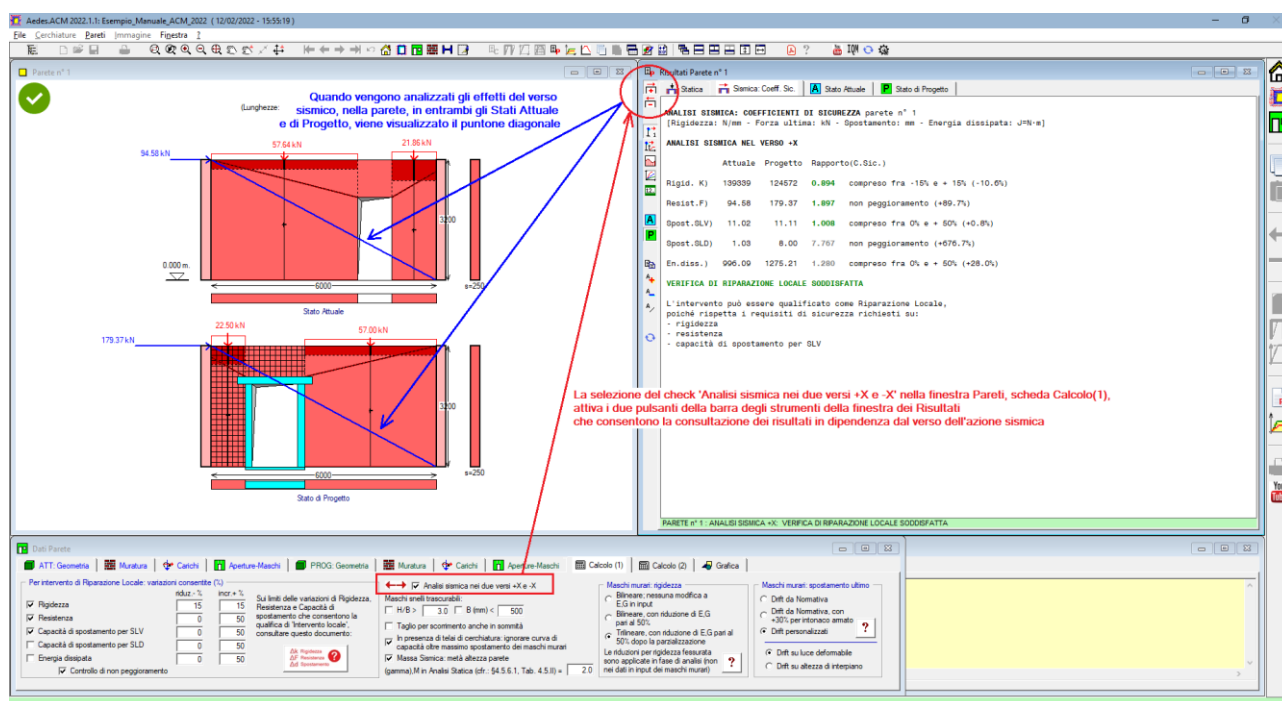 Aedes.ACM 2022.1.1: Esempio_Manuale_ACM_2022 ( 12/02/2022 - 15:55:19 )
File Cerchiature Pareti Immagine Finestra ?
Parete n° 1
Quando vengono analizzati gli effetti del verso
sismico, nella parete, in entrambi gli Stati Attuale
e di Progetto, viene visualizzato il puntone diagonale
(Lunghezze:
94.58 kN
57.64 kN
21.86 kN
3200
0.000 m.
6000
s=250
Stato Attuale
179.37 kN
22.50 kN
57.00 kN
3200
6000
s=250
Stato di Progetto
Risultati Parete n° 1
Statica
Sismica: Coeff. Sic.
A Stato Attuale
P Stato di Progetto
ANALISI SISMICA: COEFFICIENTI DI SICUREZZA parete n° 1
[Rigidezza: N/mm - Forza ultima: kN - Spostamento: mm - Energia dissipata: J=N·m]
ANALISI SISMICA NEL VERSO +X
Attuale Progetto Rapporto(C.Sic.)
Rigid. K) 139339 124572 0.894 compreso fra -15% e + 15% (-10.6%)
Resist.F) 94.58 179.37 1.897 non peggioramento (+89.7%)
Spost.SLV) 11.02 11.11 1.008 compreso fra 0% e + 50% (+0.8%)
Spost.SLD) 1.03 8.00 7.767 non peggioramento (+676.7%)
En.diss.) 996.09 1275.21 1.280 compreso fra 0% e + 50% (+28.0%)
VERIFICA DI RIPARAZIONE LOCALE SODDISFATTA
L'intervento può essere qualificato come Riparazione Locale,
poiché rispetta i requisiti di sicurezza richiesti su:
- rigidezza
- resistenza
- capacità di spostamento per SLV
La selezione del check 'Analisi sismica nei due versi +X e -X' nella finestra Pareti, scheda Calcolo(1),
attiva i due pulsanti della barra degli strumenti della finestra dei Risultati
che consentono la consultazione dei risultati in dipendenza dal verso dell'azione sismica
PARETE n° 1 : ANALISI SISMICA +X: VERIFICA DI RIPARAZIONE LOCALE SODDISFATTA
Dati Parete
ATT: Geometria
Muratura
Carichi
Aperture-Maschi
PROG: Geometria
Muratura
Carichi
Aperture-Maschi
Calcolo (1)
Calcolo (2)
Grafica
Per intervento di Riparazione Locale: variazioni consentite (%)
riduz.- % incr.+ %
Rigidezza 15 15
Resistenza 0 50
Capacità di spostamento per SLV 0 50
Capacità di spostamento per SLD 0 50
Energia dissipata 0 50
Controllo di non peggioramento
Sui limiti delle variazioni di Rigidezza,
Resistenza e Capacità di
spostamento che consentono la
qualifica di 'Intervento locale',
consultare questo documento:
Analisi sismica nei due versi +X e -X
Maschi snelli trascurabili:
H/B > 3.0 B (mm) < 500
Taglio per scorrimento anche in sommità
In presenza di telai di cerchiatura: ignorare curva di
capacità oltre massimo spostamento dei maschi murari
Massa Sismica: metà altezza parete
(gamma),M in Analisi Statica (cfr.: §4.5.6.1, Tab. 4.5.II) = 2.0
Maschi murari: rigidezza
Bilineare; nessuna modifica a
E,G in input
Bilineare, con riduzione di E,G
pari al 50%
Trilineare, con riduzione di E,G pari al
50% dopo la parzializzazione
Le riduzioni per rigidezza fessurata
sono applicate in fase di analisi (non
nei dati in input dei maschi murari)
?
Maschi murari: spostamento ultimo
Drift da Normativa
Drift da Normativa, con
+30% per intonaco armato
Drift personalizzati
?
Drift su luce deformabile
Drift su altezza di interpiano